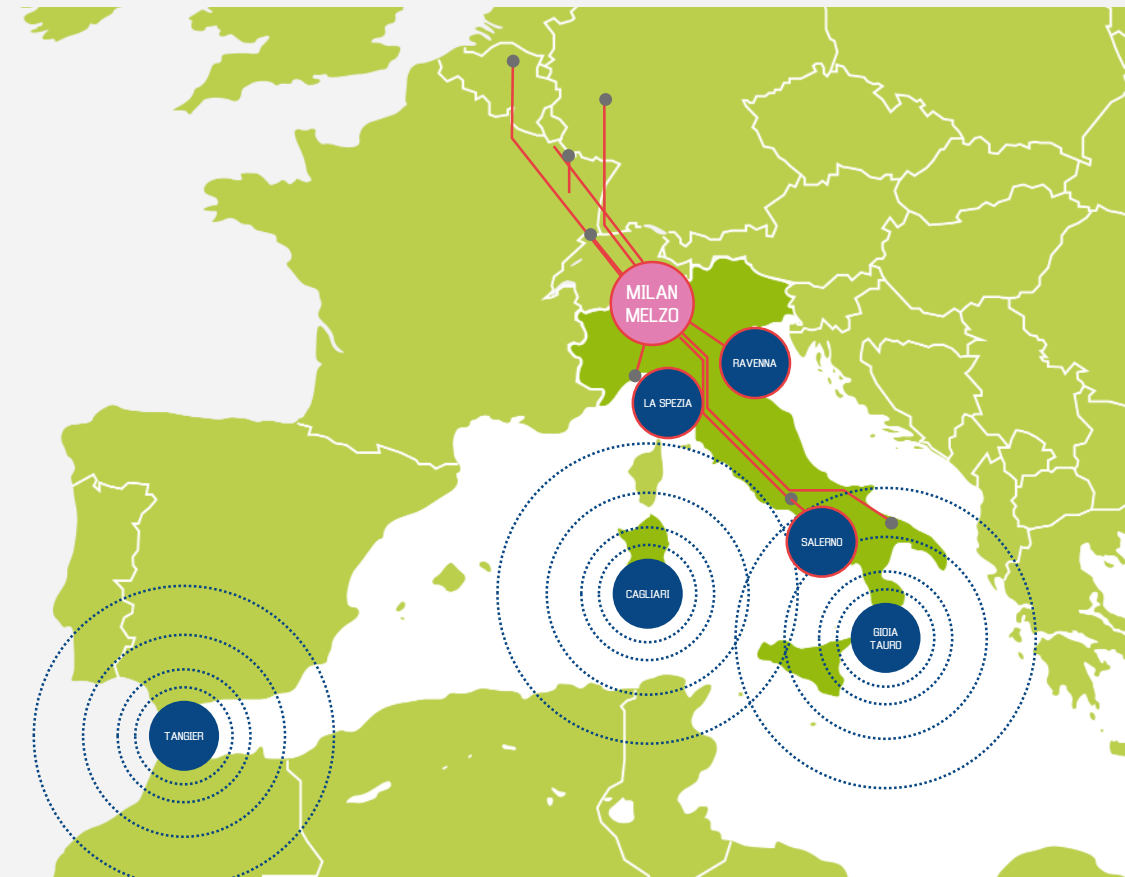 MILAN
MELZO
RAVENNA
LA SPEZIA
SALERNO
CAGLIARI
GIOIA
TAURO
TANGIER